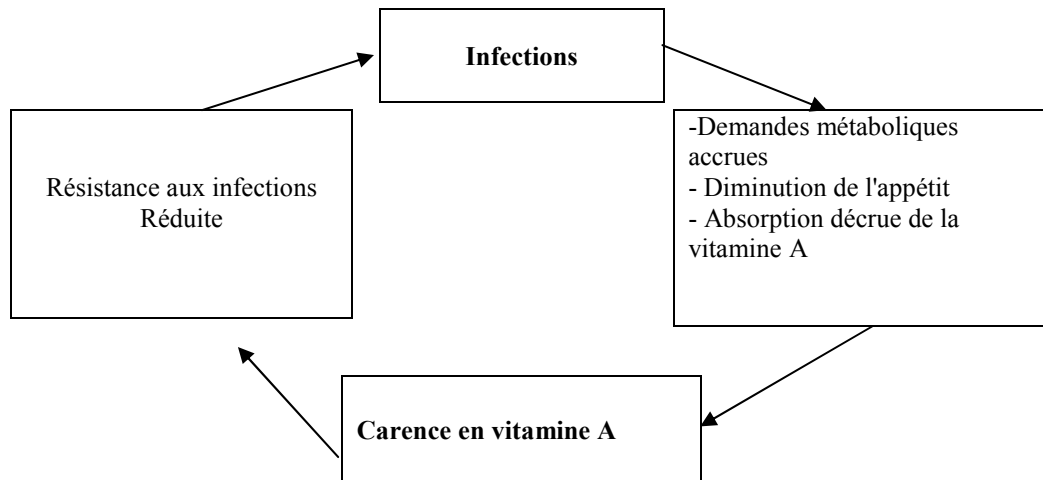 Infections
-Demandes métaboliques
accrues
- Diminution de l'appétit
- Absorption décrue de la
vitamine A
Résistance aux infections
Réduite
Carence en vitamine A